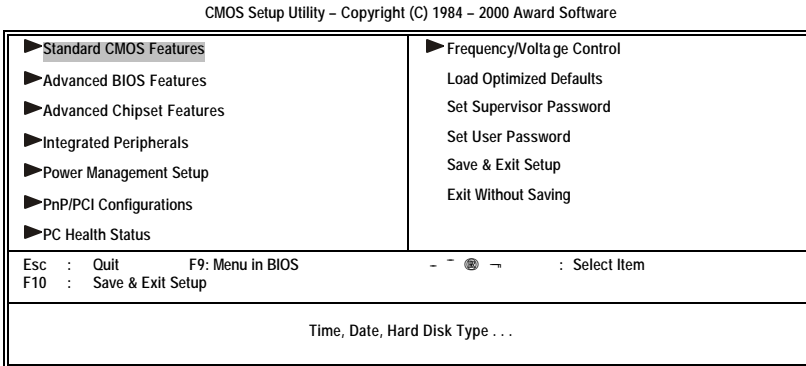 CMOS Setup Utility – Copyright (C) 1984 – 2000 Award Software
Standard CMOS Features
Advanced BIOS Features
Advanced Chipset Features
Integrated Peripherals
Power Management Setup
PnP/PCI Configurations
PC Health Status
Frequency/Voltage Control
Load Optimized Defaults
Set Supervisor Password
Set User Password
Save & Exit Setup
Exit Without Saving
Esc : Quit F9: Menu in BIOS - ¯ ® ¬ : Select Item
F10 : Save & Exit Setup
Time, Date, Hard Disk Type . . .